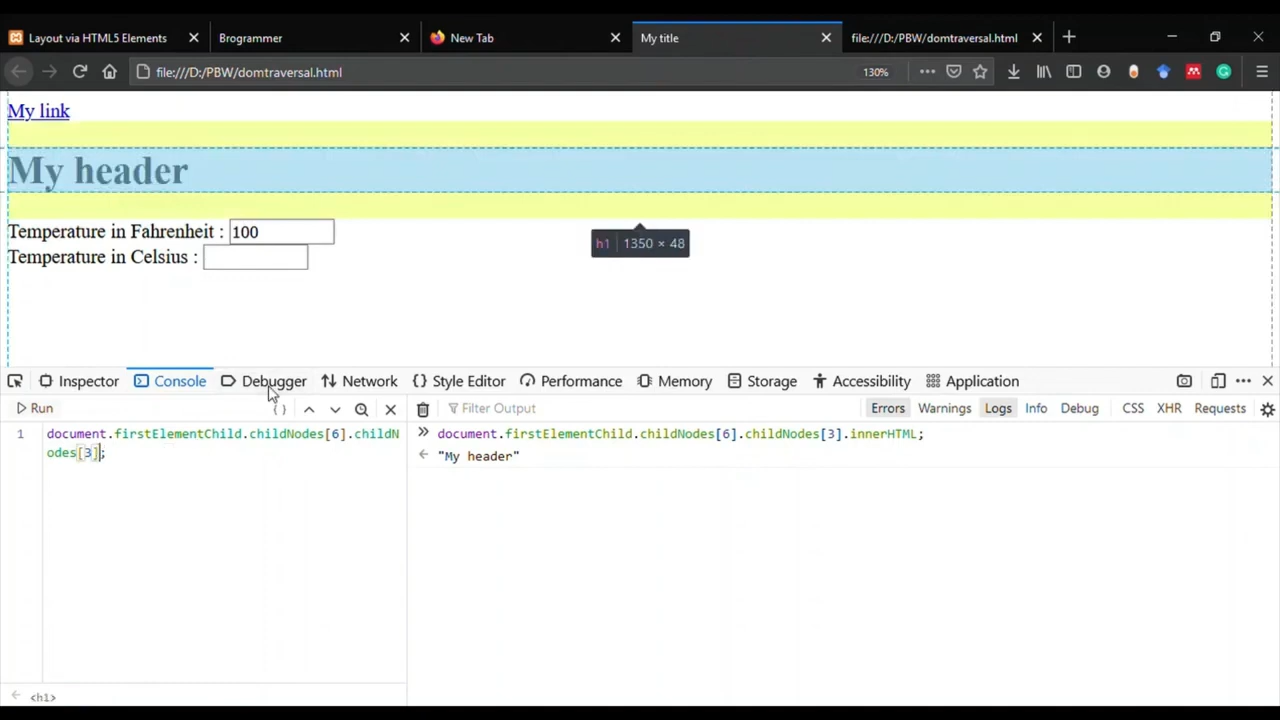 Layout via HTML5 Elements
Brogrammer
New Tab
My title
file:///D:/PBW/domtraversal.html
file:///D:/PBW/domtraversal.html
130%
My link
My header
Temperature in Fahrenheit : 100
h1 1350 × 48
Temperature in Celsius :
Inspector
Console
Debugger
Network
Style Editor
Performance
Memory
Storage
Accessibility
Application
Run
Filter Output
Errors
Warnings
Logs
Info
Debug
CSS
XHR
Requests
1 document.firstElementChild.childNodes[6].childN
odes[3];
document.firstElementChild.childNodes[6].childNodes[3].innerHTML;
"My header"
<h1>